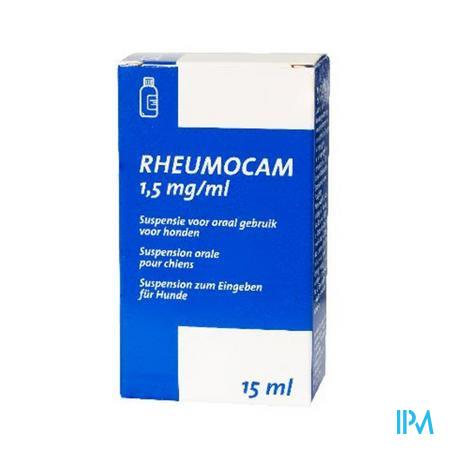 RHEUMOCAM
1,5 mg/ml
Suspensie voor oraal gebruik
voor honden
Suspension orale
pour chiens
Suspension zum Eingeben
für Hunde
15 ml
IPM